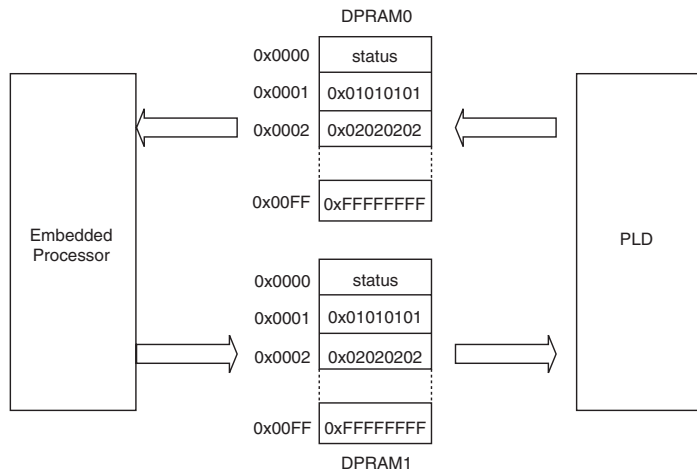 DPRAM0
0x0000 status
0x0001 0x01010101
0x0002 0x02020202
0x00FF 0xFFFFFFFF
Embedded
Processor
PLD
0x0000 status
0x0001 0x01010101
0x0002 0x02020202
0x00FF 0xFFFFFFFF
DPRAM1